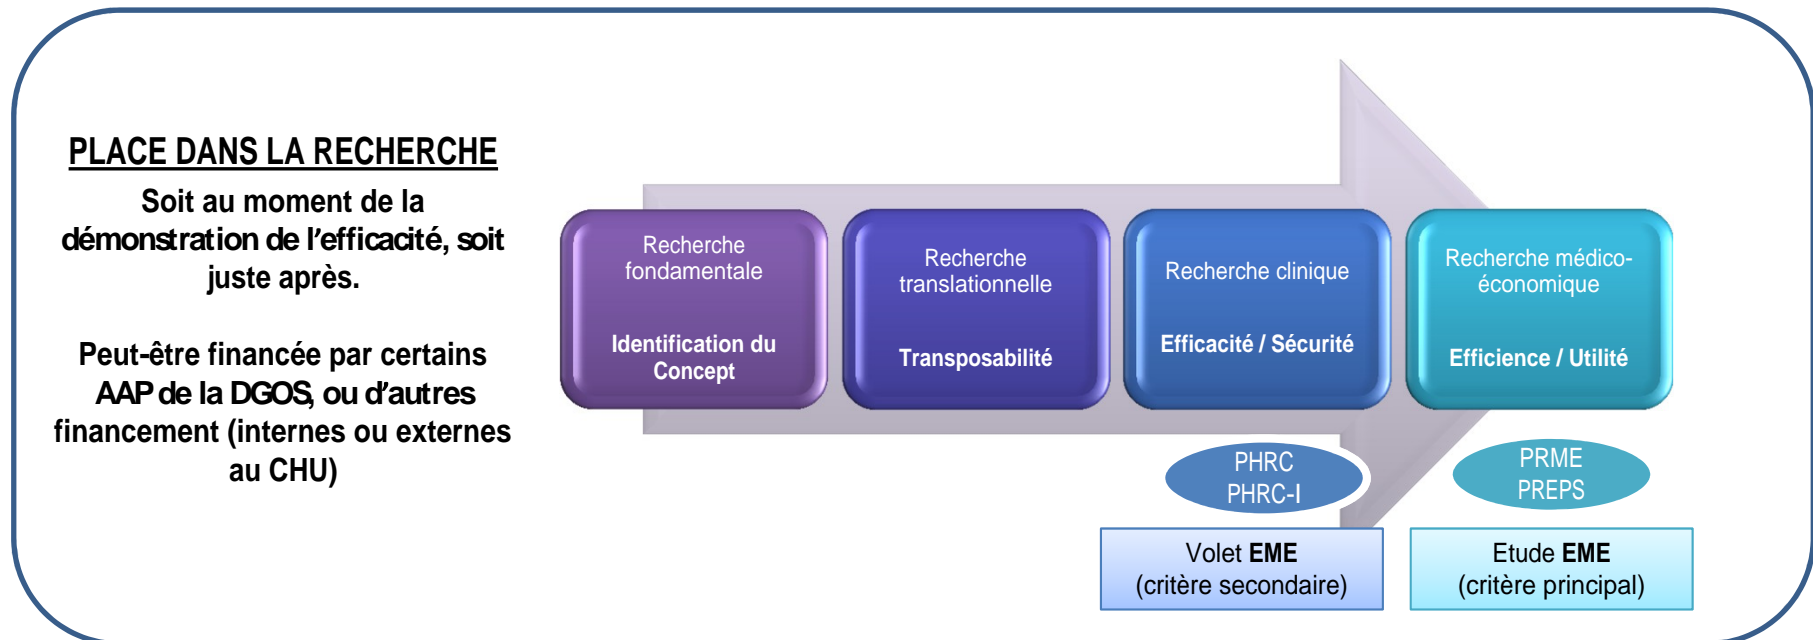 PLACE DANS LA RECHERCHE
Soit au moment de la
démonstration de l'efficacité, soit
juste après.
Peut-être financée par certains
AAP de la DGOS, ou d'autres
financement (internes ou externes
au CHU)
Recherche
fondamentale
Identification du
Concept
Recherche
translationnelle
Transposabilité
Recherche clinique
Efficacité / Sécurité
Recherche médico-
économique
Efficience / Utilité
PHRC
PHRC-I
PRME
PREPS
Volet EME
(critère secondaire)
Etude EME
(critère principal)